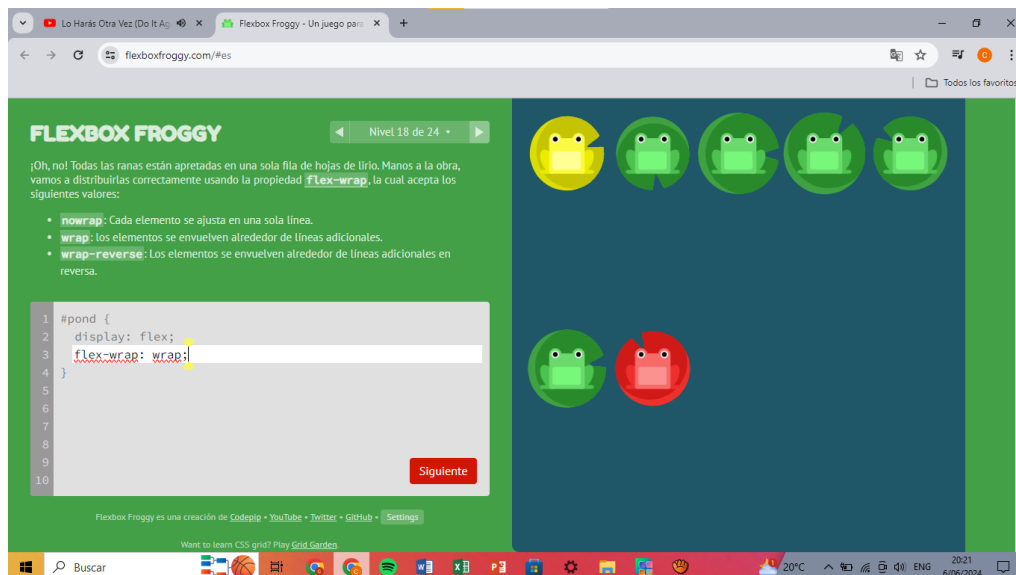 Lo Harás Otra Vez (Do It Ag
Flexbox Froggy - Un juego para
flexboxfroggy.com/#es
C
Todos los favoritos
FLEXBOX FROGGY
Nivel 18 de 24
¡Oh, no! Todas las ranas están apretadas en una sola fila de hojas de lirio. Manos a la obra,
vamos a distribuirlas correctamente usando la propiedad flex-wrap, la cual acepta los
siguientes valores:
• nowrap: Cada elemento se ajusta en una sola línea.
• wrap: los elementos se envuelven alrededor de líneas adicionales.
• wrap-reverse: Los elementos se envuelven alrededor de líneas adicionales en
reversa.
1 #pond {
2 display: flex;
3 flex-wrap: wrap;
4 }
5
6
7
8
9
10
Siguiente
Flexbox Froggy es una creación de Codepip • YouTube • Twitter • GitHub • Settings
Want to learn CSS grid? Play Grid Garden.
Buscar
20°C
ENG
20:21
6/06/2024